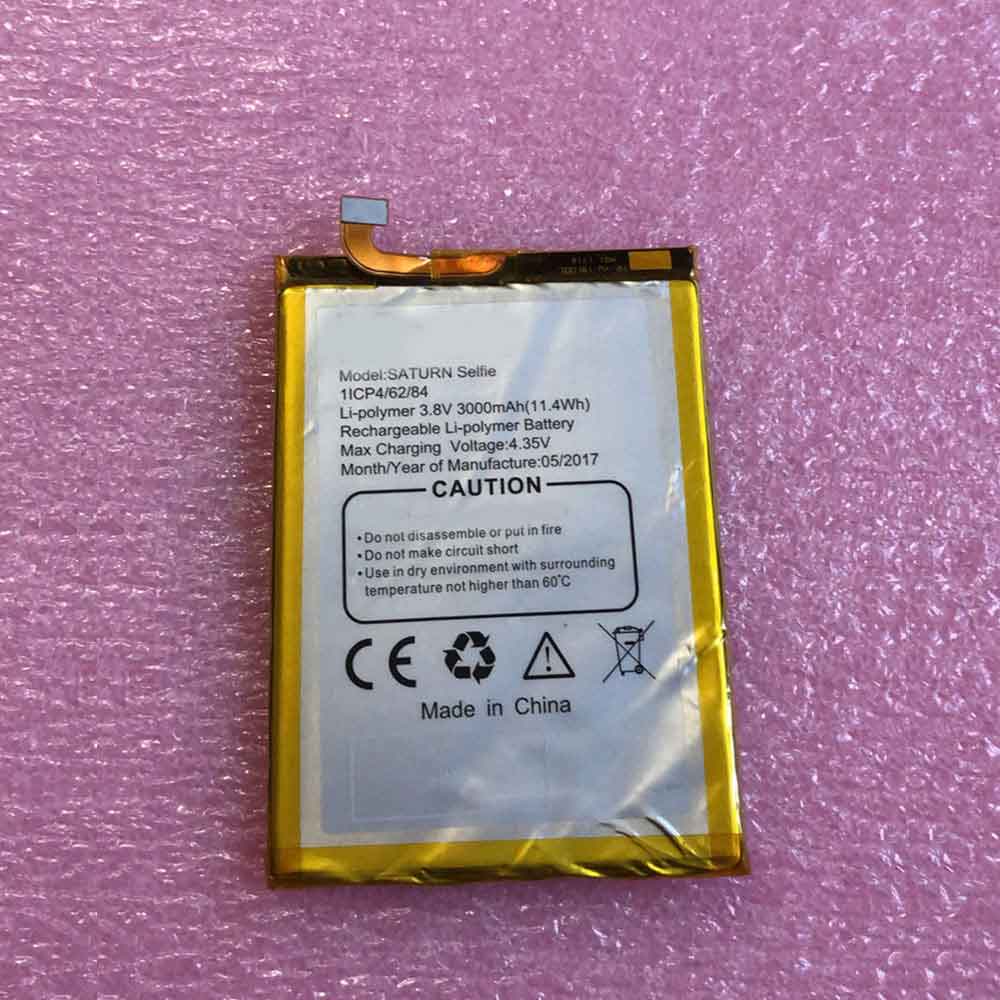 Model:SATURN Selfie
1ICP4/62/84
Li-polymer 3.8V 3000mAh(11.4Wh)
Rechargeable Li-polymer Battery
Max Charging Voltage:4.35V
Month/Year of Manufacture:05/2017
CAUTION
•Do not disassemble or put in fire
•Do not make circuit short
•Use in dry environment with surrounding
temperature not higher than 60℃
CE
Made in China